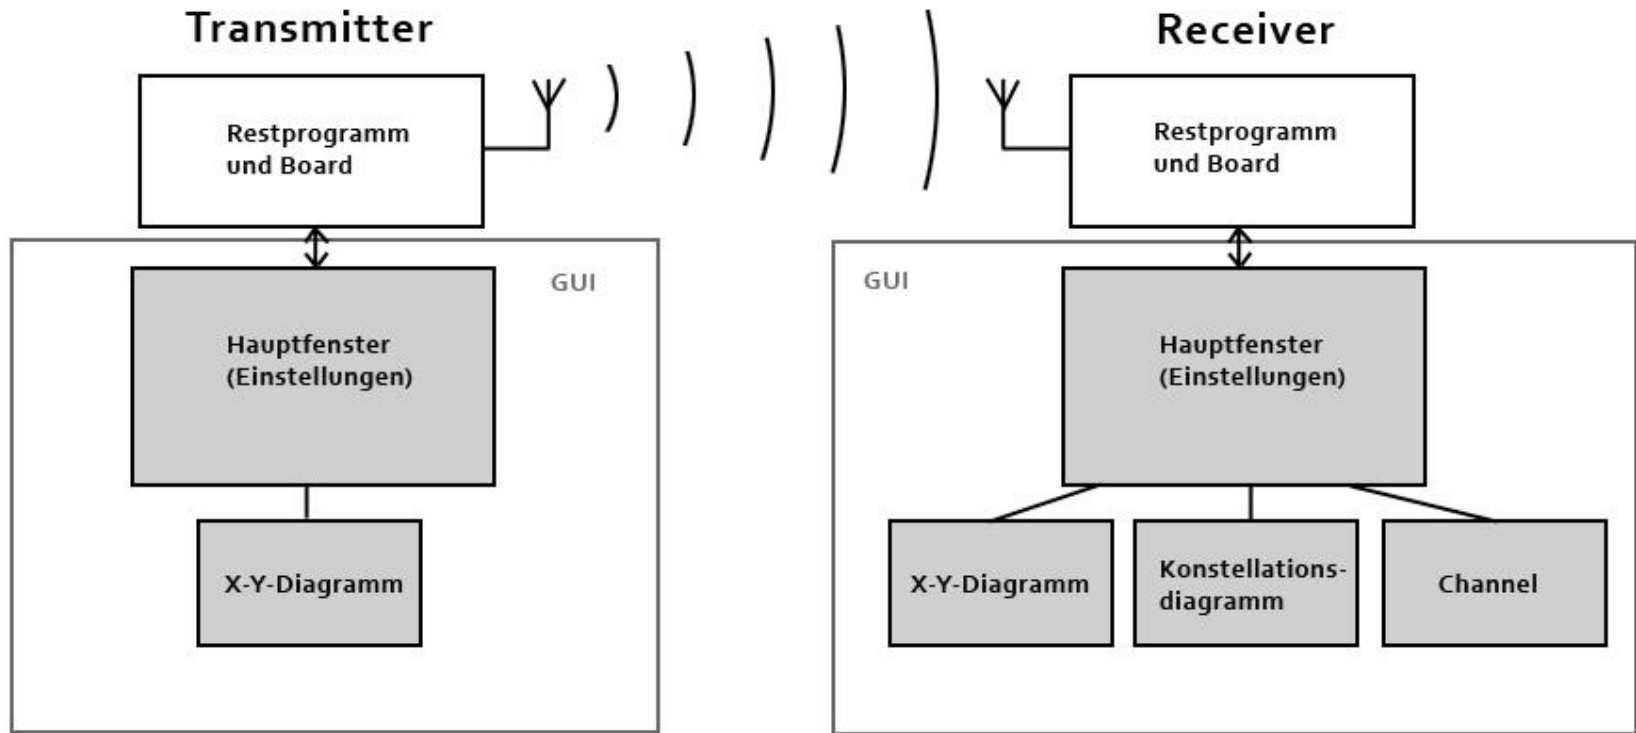 Transmitter
Restprogramm
und Board
GUI
Hauptfenster
(Einstellungen)
X-Y-Diagramm
Receiver
Restprogramm
und Board
GUI
Hauptfenster
(Einstellungen)
X-Y-Diagramm
Konstellations-
diagramm
Channel